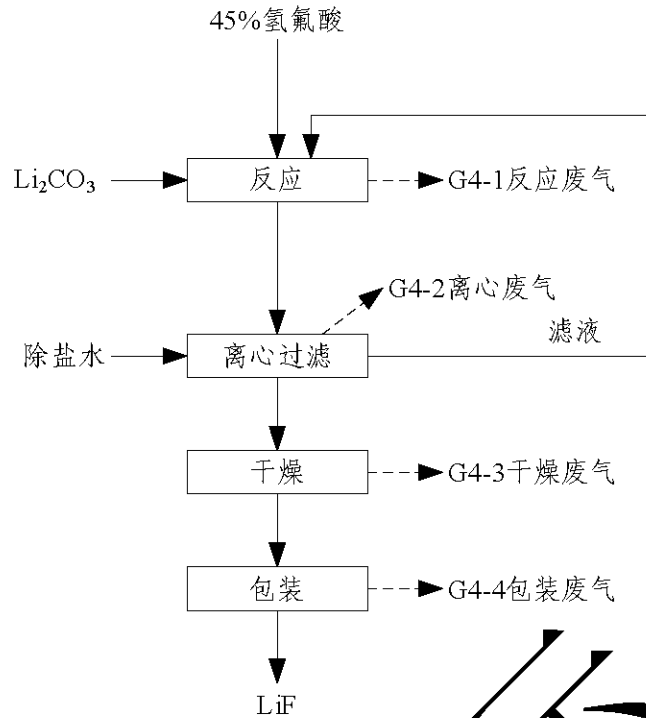 45%氢氟酸
Li₂CO₃
反应
G4-1反应废气
G4-2离心废气
滤液
除盐水
离心过滤
干燥
G4-3干燥废气
包装
G4-4包装废气
LiF